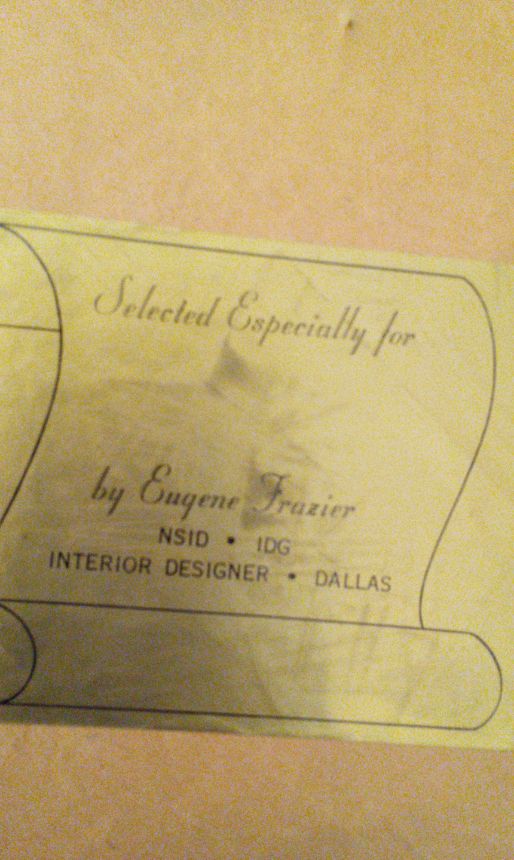 Selected Especially for
by Eugene Frazier
NSID • IDG
INTERIOR DESIGNER • DALLAS